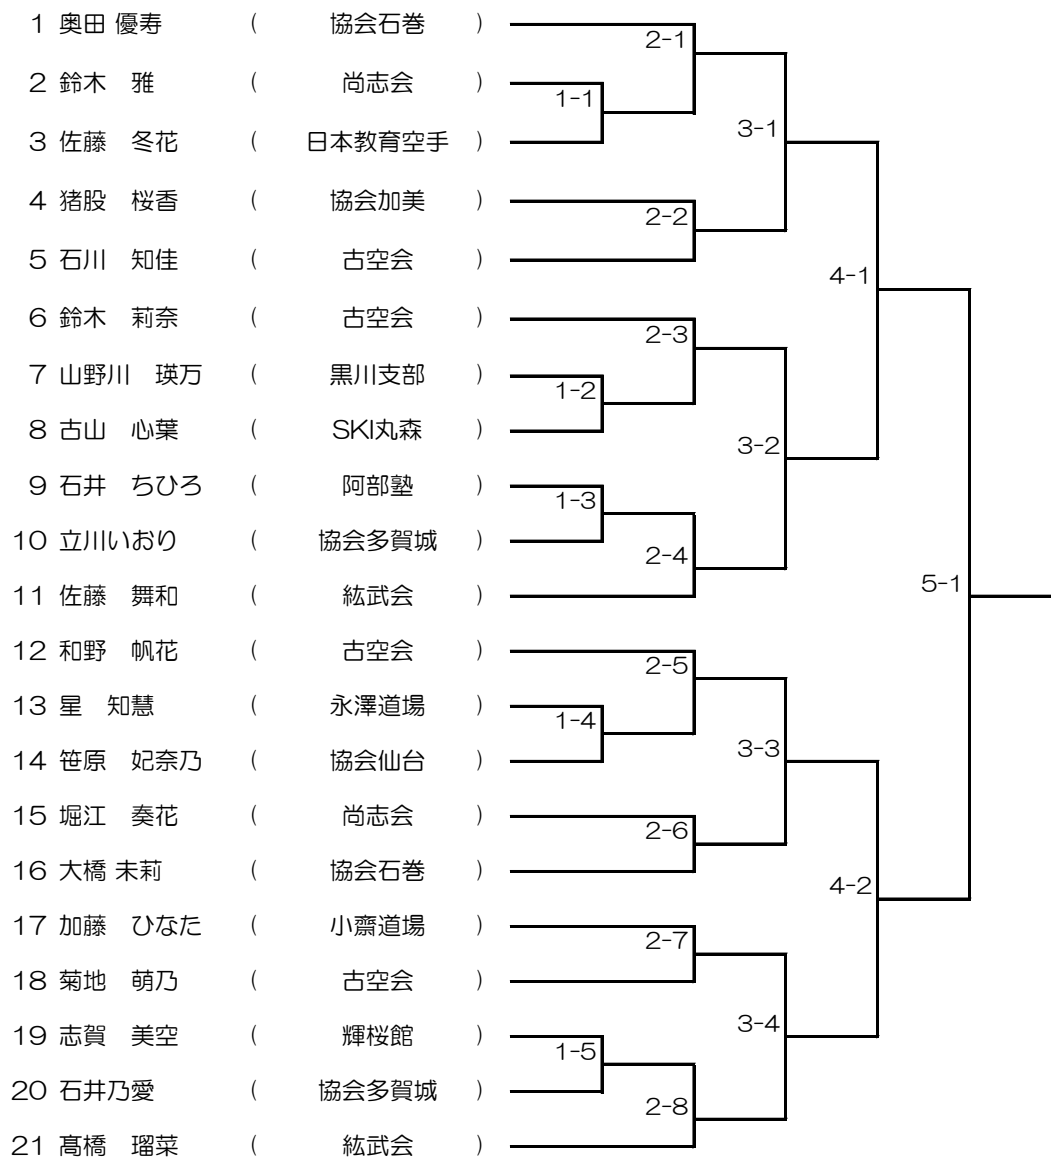 1 奥田 優寿 ( 協会石巻 )
2-1
2 鈴木 雅 ( 尚志会 )
1-1
3-1
3 佐藤 冬花 ( 日本教育空手 )
4 猪股 桜香 ( 協会加美 )
2-2
5 石川 知佳 ( 古空会 )
4-1
6 鈴木 莉奈 ( 古空会 )
2-3
7 山野川 瑛万 ( 黒川支部 )
1-2
8 古山 心葉 ( SKI丸森 )
3-2
9 石井 ちひろ ( 阿部塾 )
1-3
10 立川いおり ( 協会多賀城 )
2-4
5-1
11 佐藤 舞和 ( 紘武会 )
12 和野 帆花 ( 古空会 )
2-5
13 星 知慧 ( 永澤道場 )
1-4
3-3
14 笹原 妃奈乃 ( 協会仙台 )
15 堀江 奏花 ( 尚志会 )
2-6
16 大橋 未莉 ( 協会石巻 )
4-2
17 加藤 ひなた ( 小齋道場 )
2-7
18 菊地 萌乃 ( 古空会 )
3-4
19 志賀 美空 ( 輝桜館 )
1-5
20 石井乃愛 ( 協会多賀城 )
2-8
21 髙橋 瑠菜 ( 紘武会 )